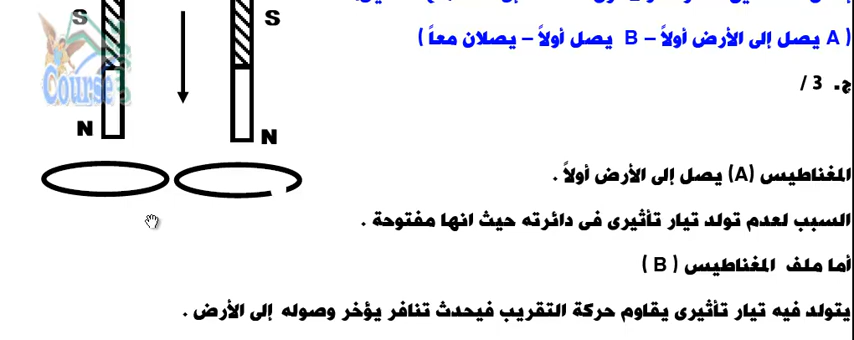 ( A يصل إلى الأرض أولاً – B يصل أولاً – يصلان معاً )
ج. 3 /
S S
N N
المغناطيس (A) يصل إلى الأرض أولاً .
السبب لعدم تولد تيار تأثيرى فى دائرته حيث انها مفتوحة .
أما ملف المغناطيس ( B )
يتولد فيه تيار تأثيرى يقاوم حركة التقريب فيحدث تنافر يؤخر وصوله إلى الأرض .
Course